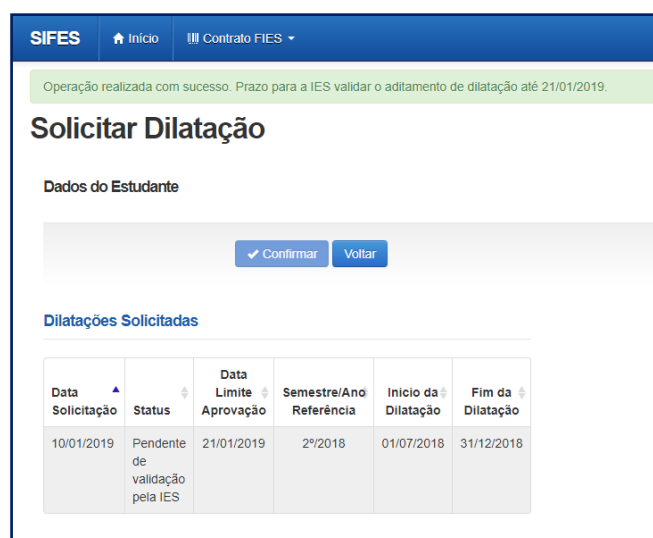 SIFES Início Contrato FIES
Operação realizada com sucesso. Prazo para a IES validar o aditamento de dilatação até 21/01/2019.
Solicitar Dilatação
Dados do Estudante
Confirmar Voltar
Dilatações Solicitadas
Data Solicitação Status Data Limite Aprovação Semestre/Ano Referência Inicio da Dilatação Fim da Dilatação
10/01/2019 Pendente de validação pela IES 21/01/2019 2º/2018 01/07/2018 31/12/2018